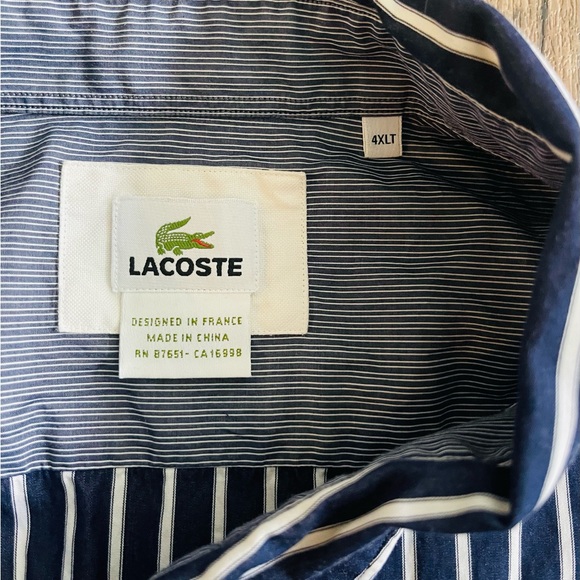 4XLT
LACOSTE
DESIGNED IN FRANCE
MADE IN CHINA
RN 87651- CA16998